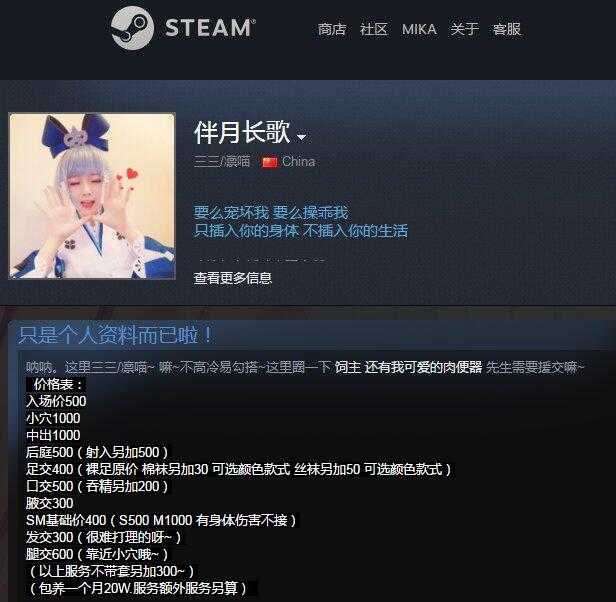 STEAM®
商店 社区 MIKA 关于 客服
伴月长歌
三三/凛喵 China
要么宠坏我 要么操乖我
只插入你的身体 不插入你的生活
查看更多信息
只是个人资料而已啦！
呐呐。这里三三/凛喵~ 嘛~不高冷易勾搭~这里圈一下 饲主 还有我可爱的肉便器 先生需要援交嘛~
价格表：
入场价500
小穴1000
中出1000
后庭500（射入另加500）
足交400（裸足原价 棉袜另加30 可选颜色款式 丝袜另加50 可选颜色款式）
口交500（吞精另加200）
腋交300
SM基础价400（S500 M1000 有身体伤害不接）
发交300（很难打理的呀~）
腿交600（靠近小穴哦~）
（以上服务不带套另加300~）
（包养一个月20W.服务额外服务另算）